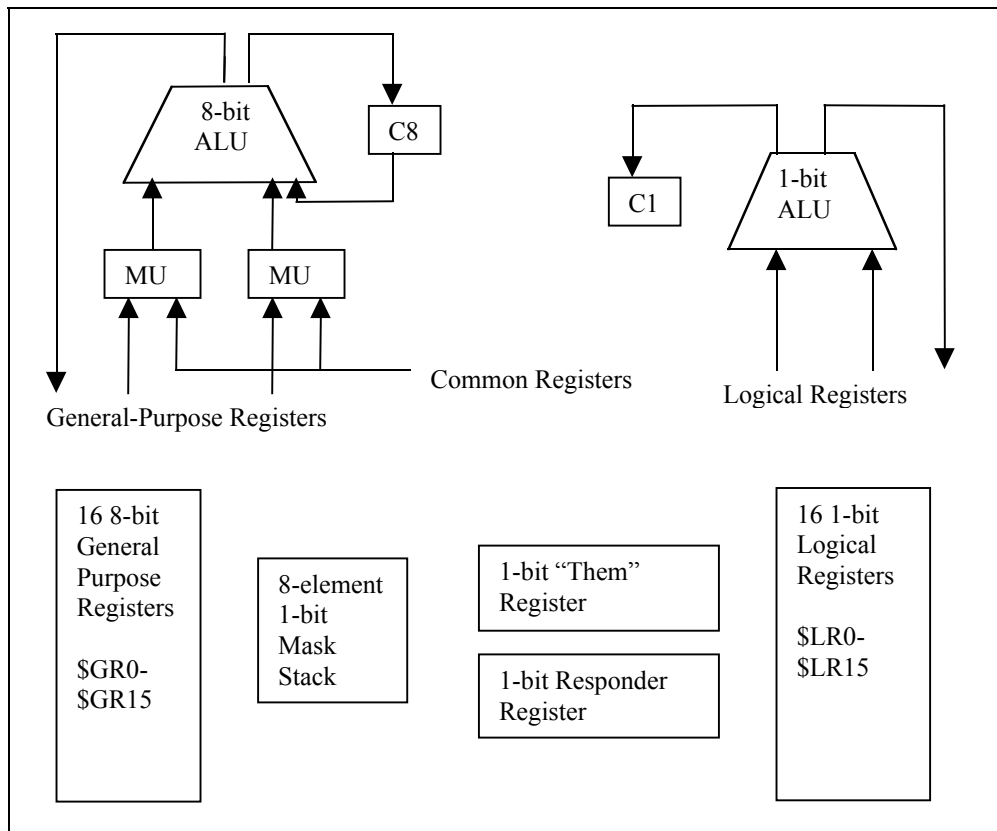 8-bit
ALU
C8
MU
MU
General-Purpose Registers
Common Registers
C1
1-bit
ALU
Logical Registers
16 8-bit
General
Purpose
Registers
$GR0-
$GR15
8-element
1-bit
Mask
Stack
1-bit “Them”
Register
1-bit Responder
Register
16 1-bit
Logical
Registers
$LR0-
$LR15